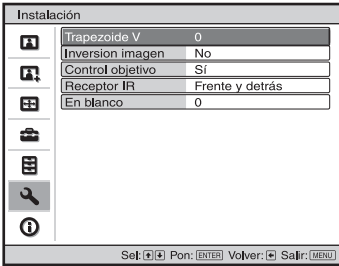 Instalación
Trapezoide V 0
Inversion imagen No
Control objetivo Sí
Receptor IR Frente y detrás
En blanco 0
Sel: Pon: ENTER Volver: Salir: MENU